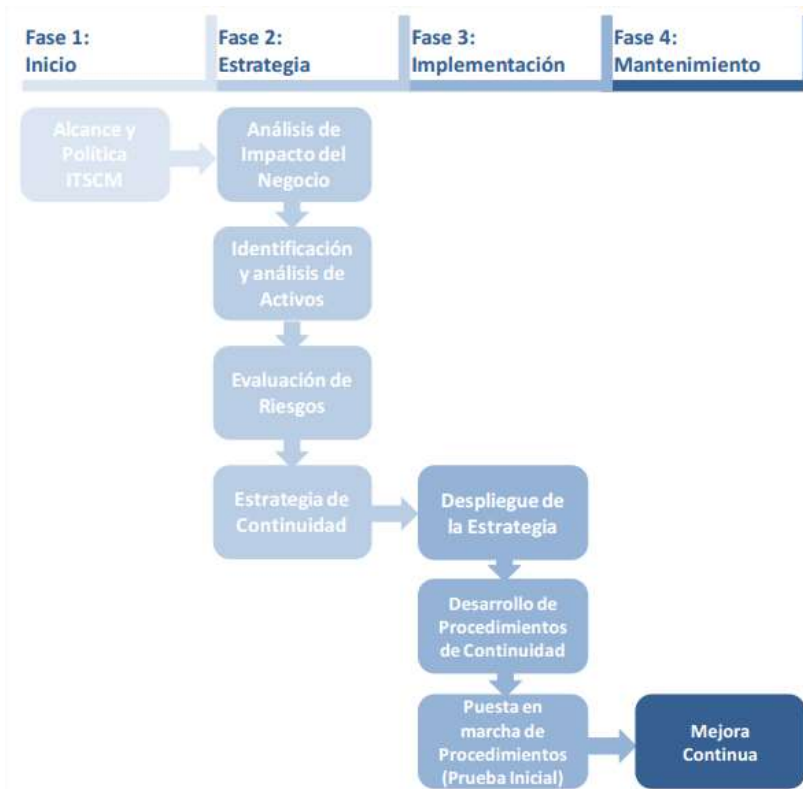 Fase 1:
Inicio
Fase 2:
Estrategia
Fase 3:
Implementación
Fase 4:
Mantenimiento
Alcance y
Política
ITSCM
Análisis de
Impacto del
Negocio
Identificación
y análisis de
Activos
Evaluación de
Riesgos
Estrategia de
Continuidad
Despliegue de
la Estrategia
Desarrollo de
Procedimientos
de Continuidad
Puesta en
marcha de
Procedimientos
(Prueba Inicial)
Mejora
Continua